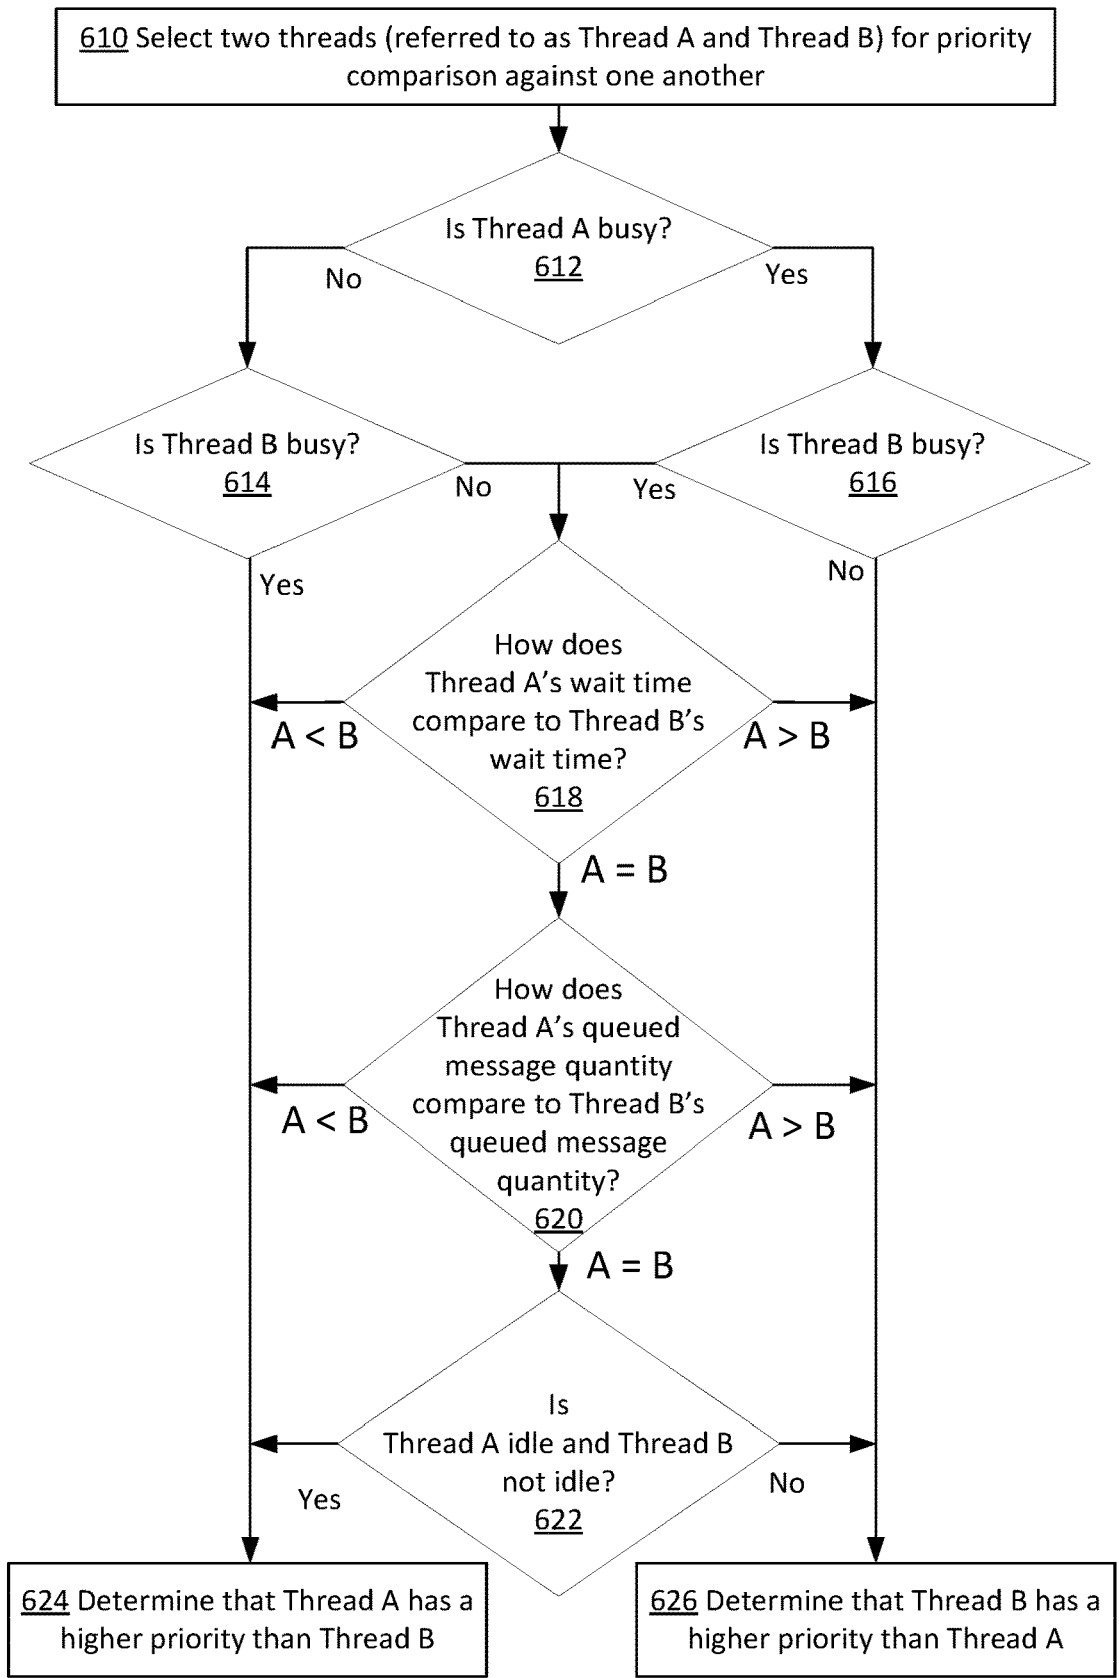 610 Select two threads (referred to as Thread A and Thread B) for priority
comparison against one another
Is Thread A busy?
612
No
Yes
Is Thread B busy?
614
Is Thread B busy?
616
No
Yes
Yes
No
How does
Thread A's wait time
compare to Thread B's
wait time?
618
A < B
A > B
A = B
How does
Thread A's queued
message quantity
compare to Thread B's
queued message
quantity?
620
A < B
A > B
A = B
Is
Thread A idle and Thread B
not idle?
622
Yes
No
624 Determine that Thread A has a
higher priority than Thread B
626 Determine that Thread B has a
higher priority than Thread A